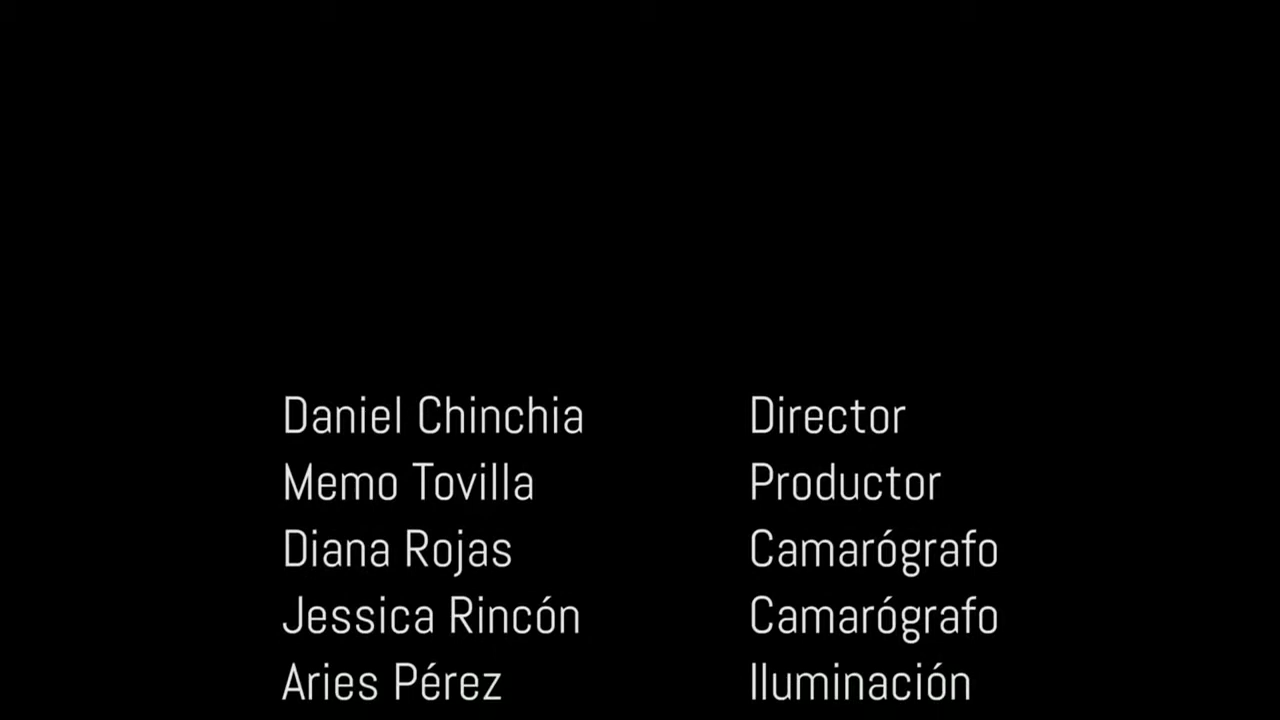 Daniel Chinchia Director
Memo Tovilla Productor
Diana Rojas Camarógrafo
Jessica Rincón Camarógrafo
Aries Pérez Iluminación